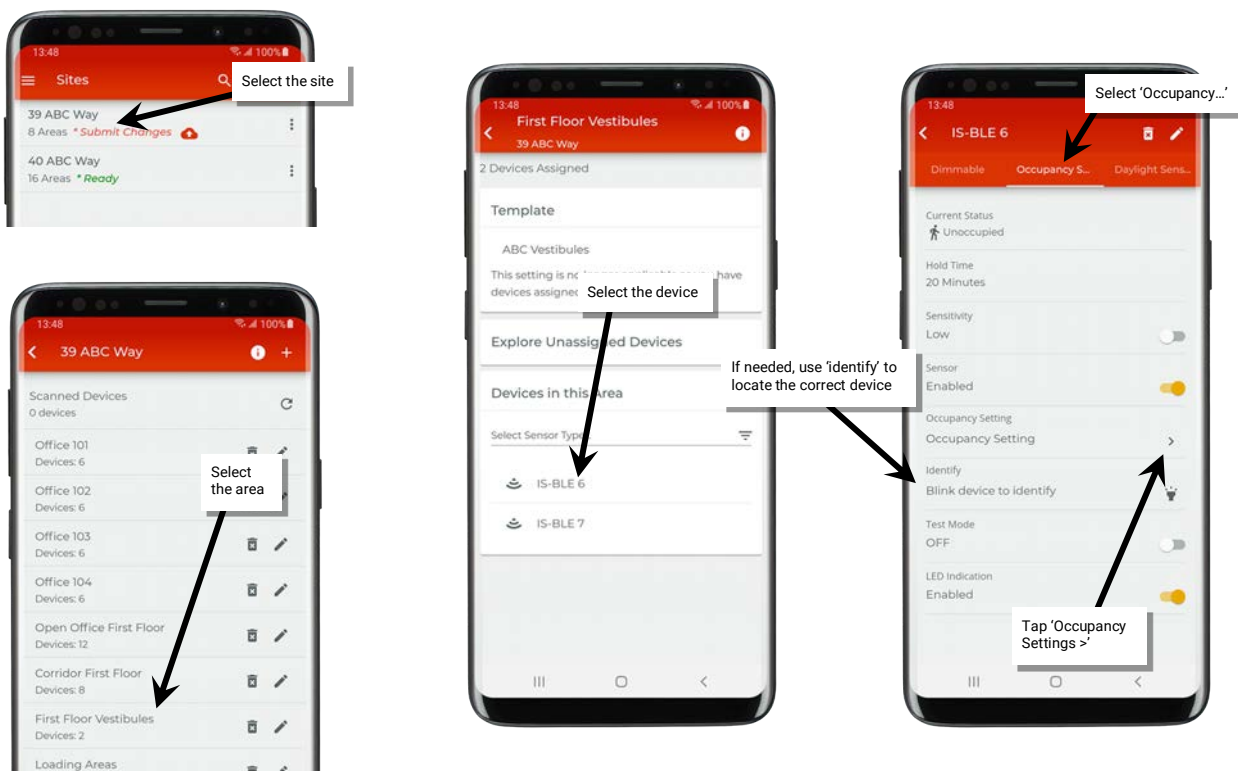 13:48
100%
Sites
Select the site
39 ABC Way
8 Areas * Submit Changes
40 ABC Way
16 Areas * Ready
13:48
100%
39 ABC Way
Scanned Devices
0 devices
Office 101
Devices: 6
Select
the area
Office 102
Devices: 6
Office 103
Devices: 6
Office 104
Devices: 6
Open Office First Floor
Devices: 12
Corridor First Floor
Devices: 8
First Floor Vestibules
Devices: 2
Loading Areas
13:48
100%
First Floor Vestibules
39 ABC Way
2 Devices Assigned
Template
ABC Vestibules
This setting is have
devices assigned
Select the device
Explore Unassigned Devices
Devices in this Area
Select Sensor Type
IS-BLE 6
IS-BLE 7
If needed, use ‘identify’ to
locate the correct device
Select ‘Occupancy…’
13:48
IS-BLE 6
Dimmable Occupancy S... Daylight Sens...
Current Status
Unoccupied
Hold Time
20 Minutes
Sensitivity
Low
Sensor
Enabled
Occupancy Setting
Occupancy Setting >
Identify
Blink device to identify
Test Mode
OFF
LED Indication
Enabled
Tap ‘Occupancy
Settings >’